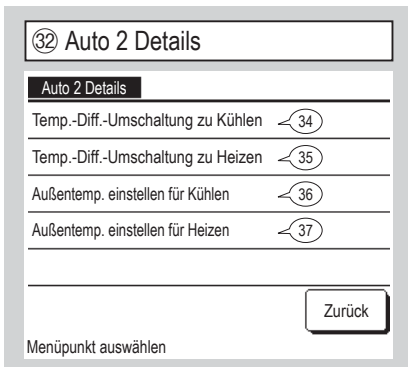 32 Auto 2 Details
Auto 2 Details
Temp.-Diff.-Umschaltung zu Kühlen 34
Temp.-Diff.-Umschaltung zu Heizen 35
Außentemp. einstellen für Kühlen 36
Außentemp. einstellen für Heizen 37
Zurück
Menüpunkt auswählen